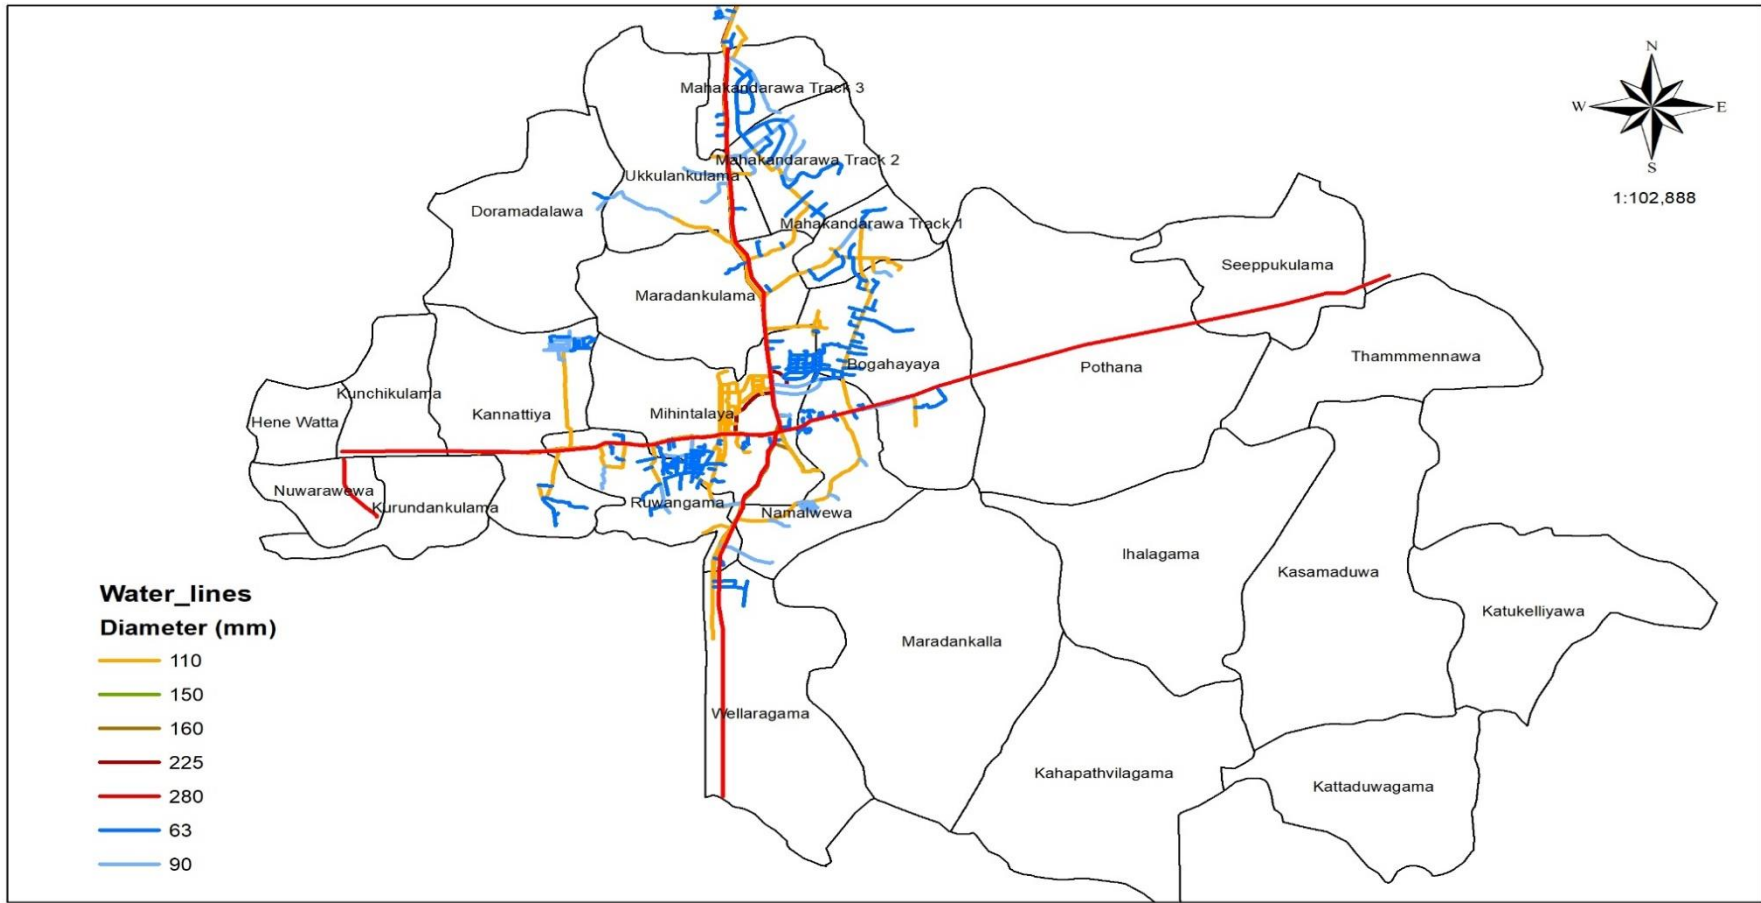 N
W
E
S
1:102,888
Mahakandarawa Track 3
Mahakandarawa Track 2
Ukkulankulama
Doramadalawa
Mahakandarawa Track 1
Seeppukulama
Maradankulama
Thammmennawa
Bogahayaya
Pothana
Kunchikulama
Hene Watta
Kannattiya
Mihintalaya
Nuwarawewa
Kurundankulama
Ruwangama
Namalwewa
Ihalagama
Kasamaduwa
Katukelliyawa
Maradankalla
Wellaragama
Kahapathvilagama
Kattaduwagama
Water_lines
Diameter (mm)
110
150
160
225
280
63
90